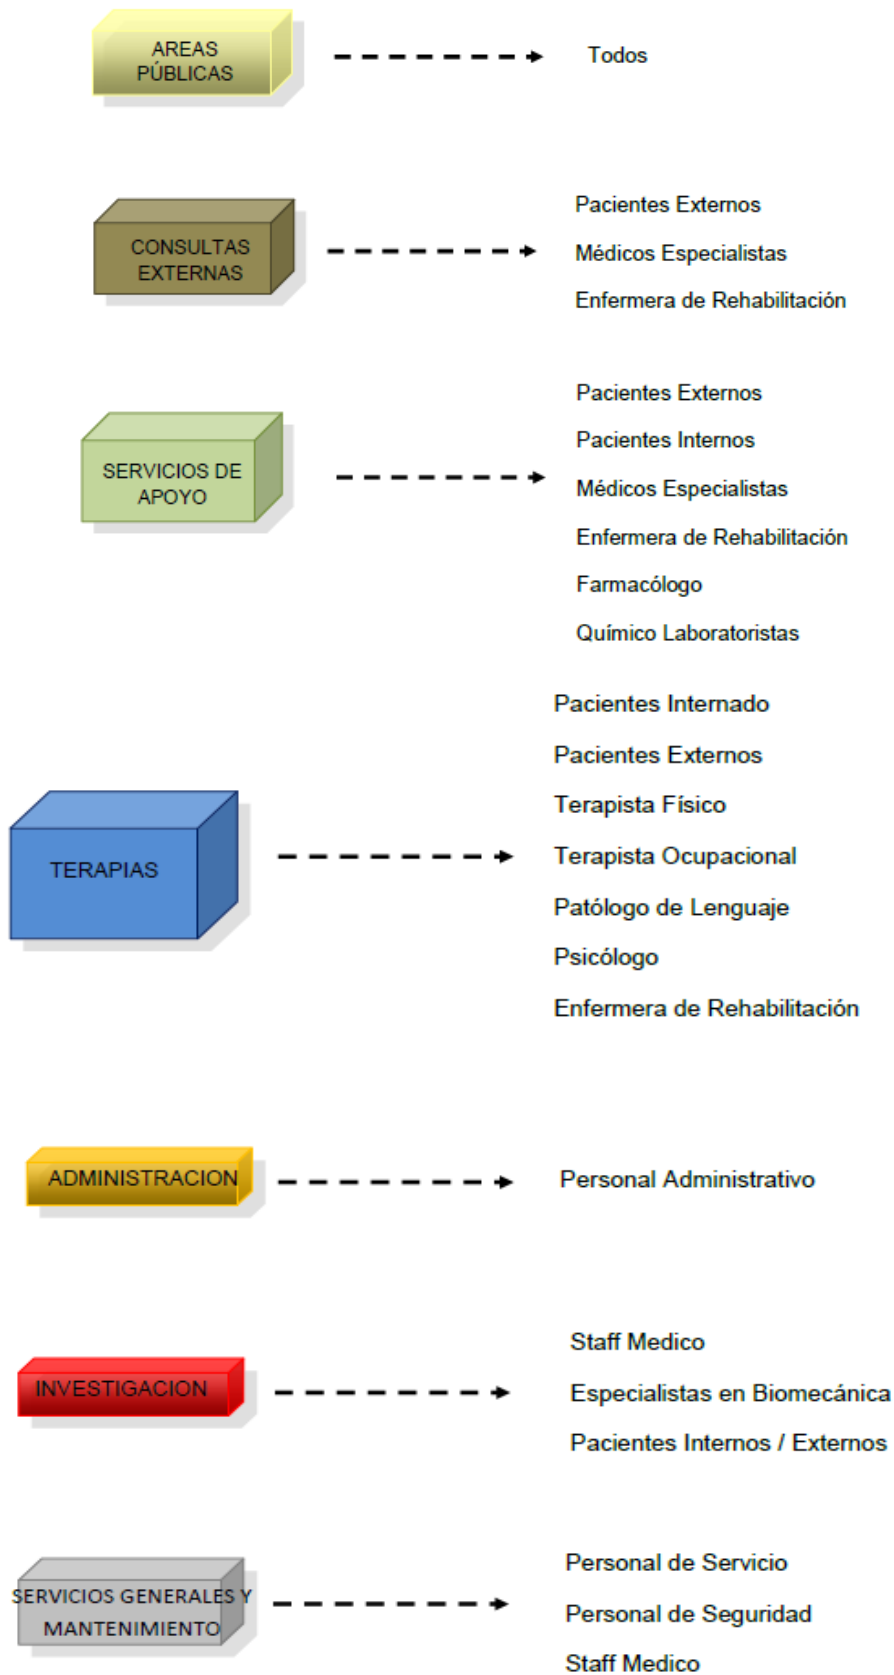 AREAS
PÚBLICAS
Todos
CONSULTAS
EXTERNAS
Pacientes Externos
Médicos Especialistas
Enfermera de Rehabilitación
SERVICIOS DE
APOYO
Pacientes Externos
Pacientes Internos
Médicos Especialistas
Enfermera de Rehabilitación
Farmacólogo
Químico Laboratoristas
TERAPIAS
Pacientes Internado
Pacientes Externos
Terapista Físico
Terapista Ocupacional
Patólogo de Lenguaje
Psicólogo
Enfermera de Rehabilitación
ADMINISTRACION
Personal Administrativo
INVESTIGACION
Staff Medico
Especialistas en Biomecánica
Pacientes Internos / Externos
SERVICIOS GENERALES Y
MANTENIMIENTO
Personal de Servicio
Personal de Seguridad
Staff Medico